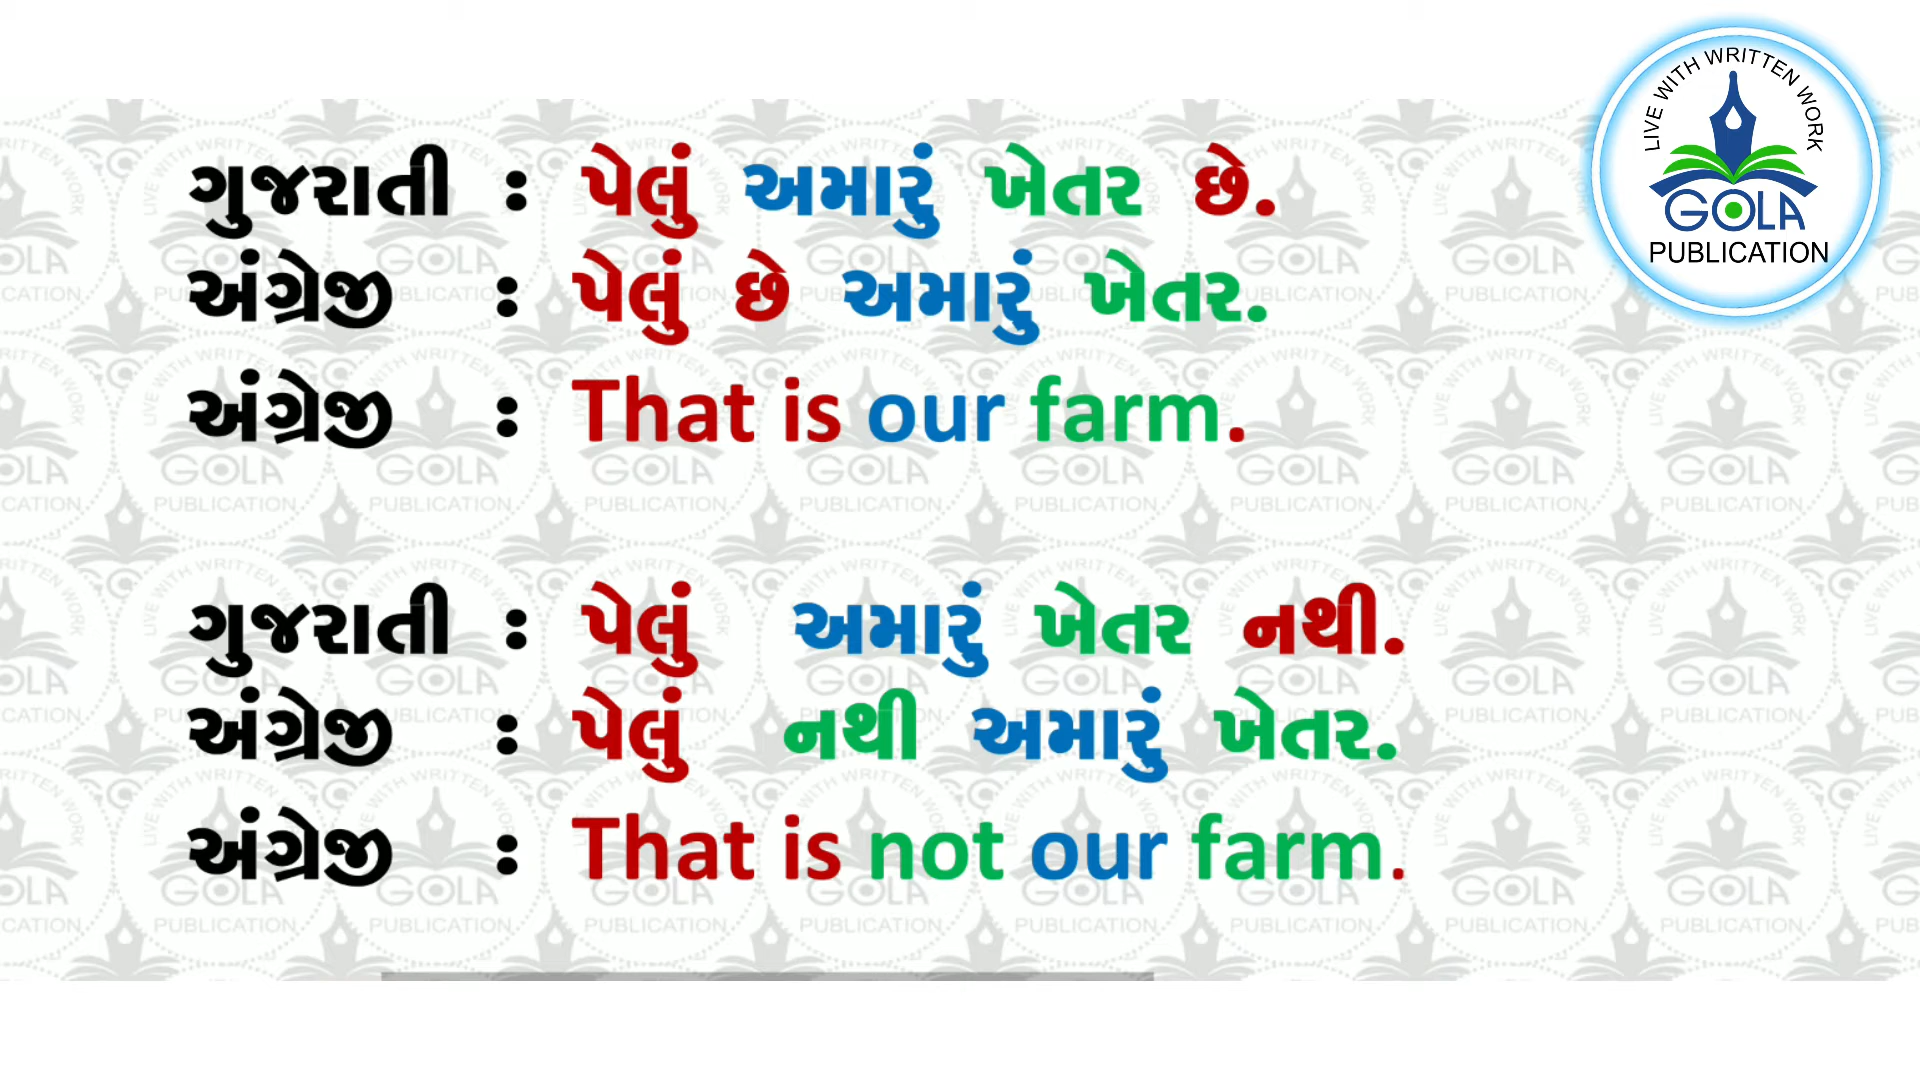 LIVE WITH WRITTEN WORK
GOLA
PUBLICATION
ગુજરાતી : પેલું અમારું ખેતર છે.
અંગ્રેજી : પેલું છે અમારું ખેતર.
અંગ્રેજી : That is our farm.
ગુજરાતી : પેલું અમારું ખેતર નથી.
અંગ્રેજી : પેલું નથી અમારું ખેતર.
અંગ્રેજી : That is not our farm.